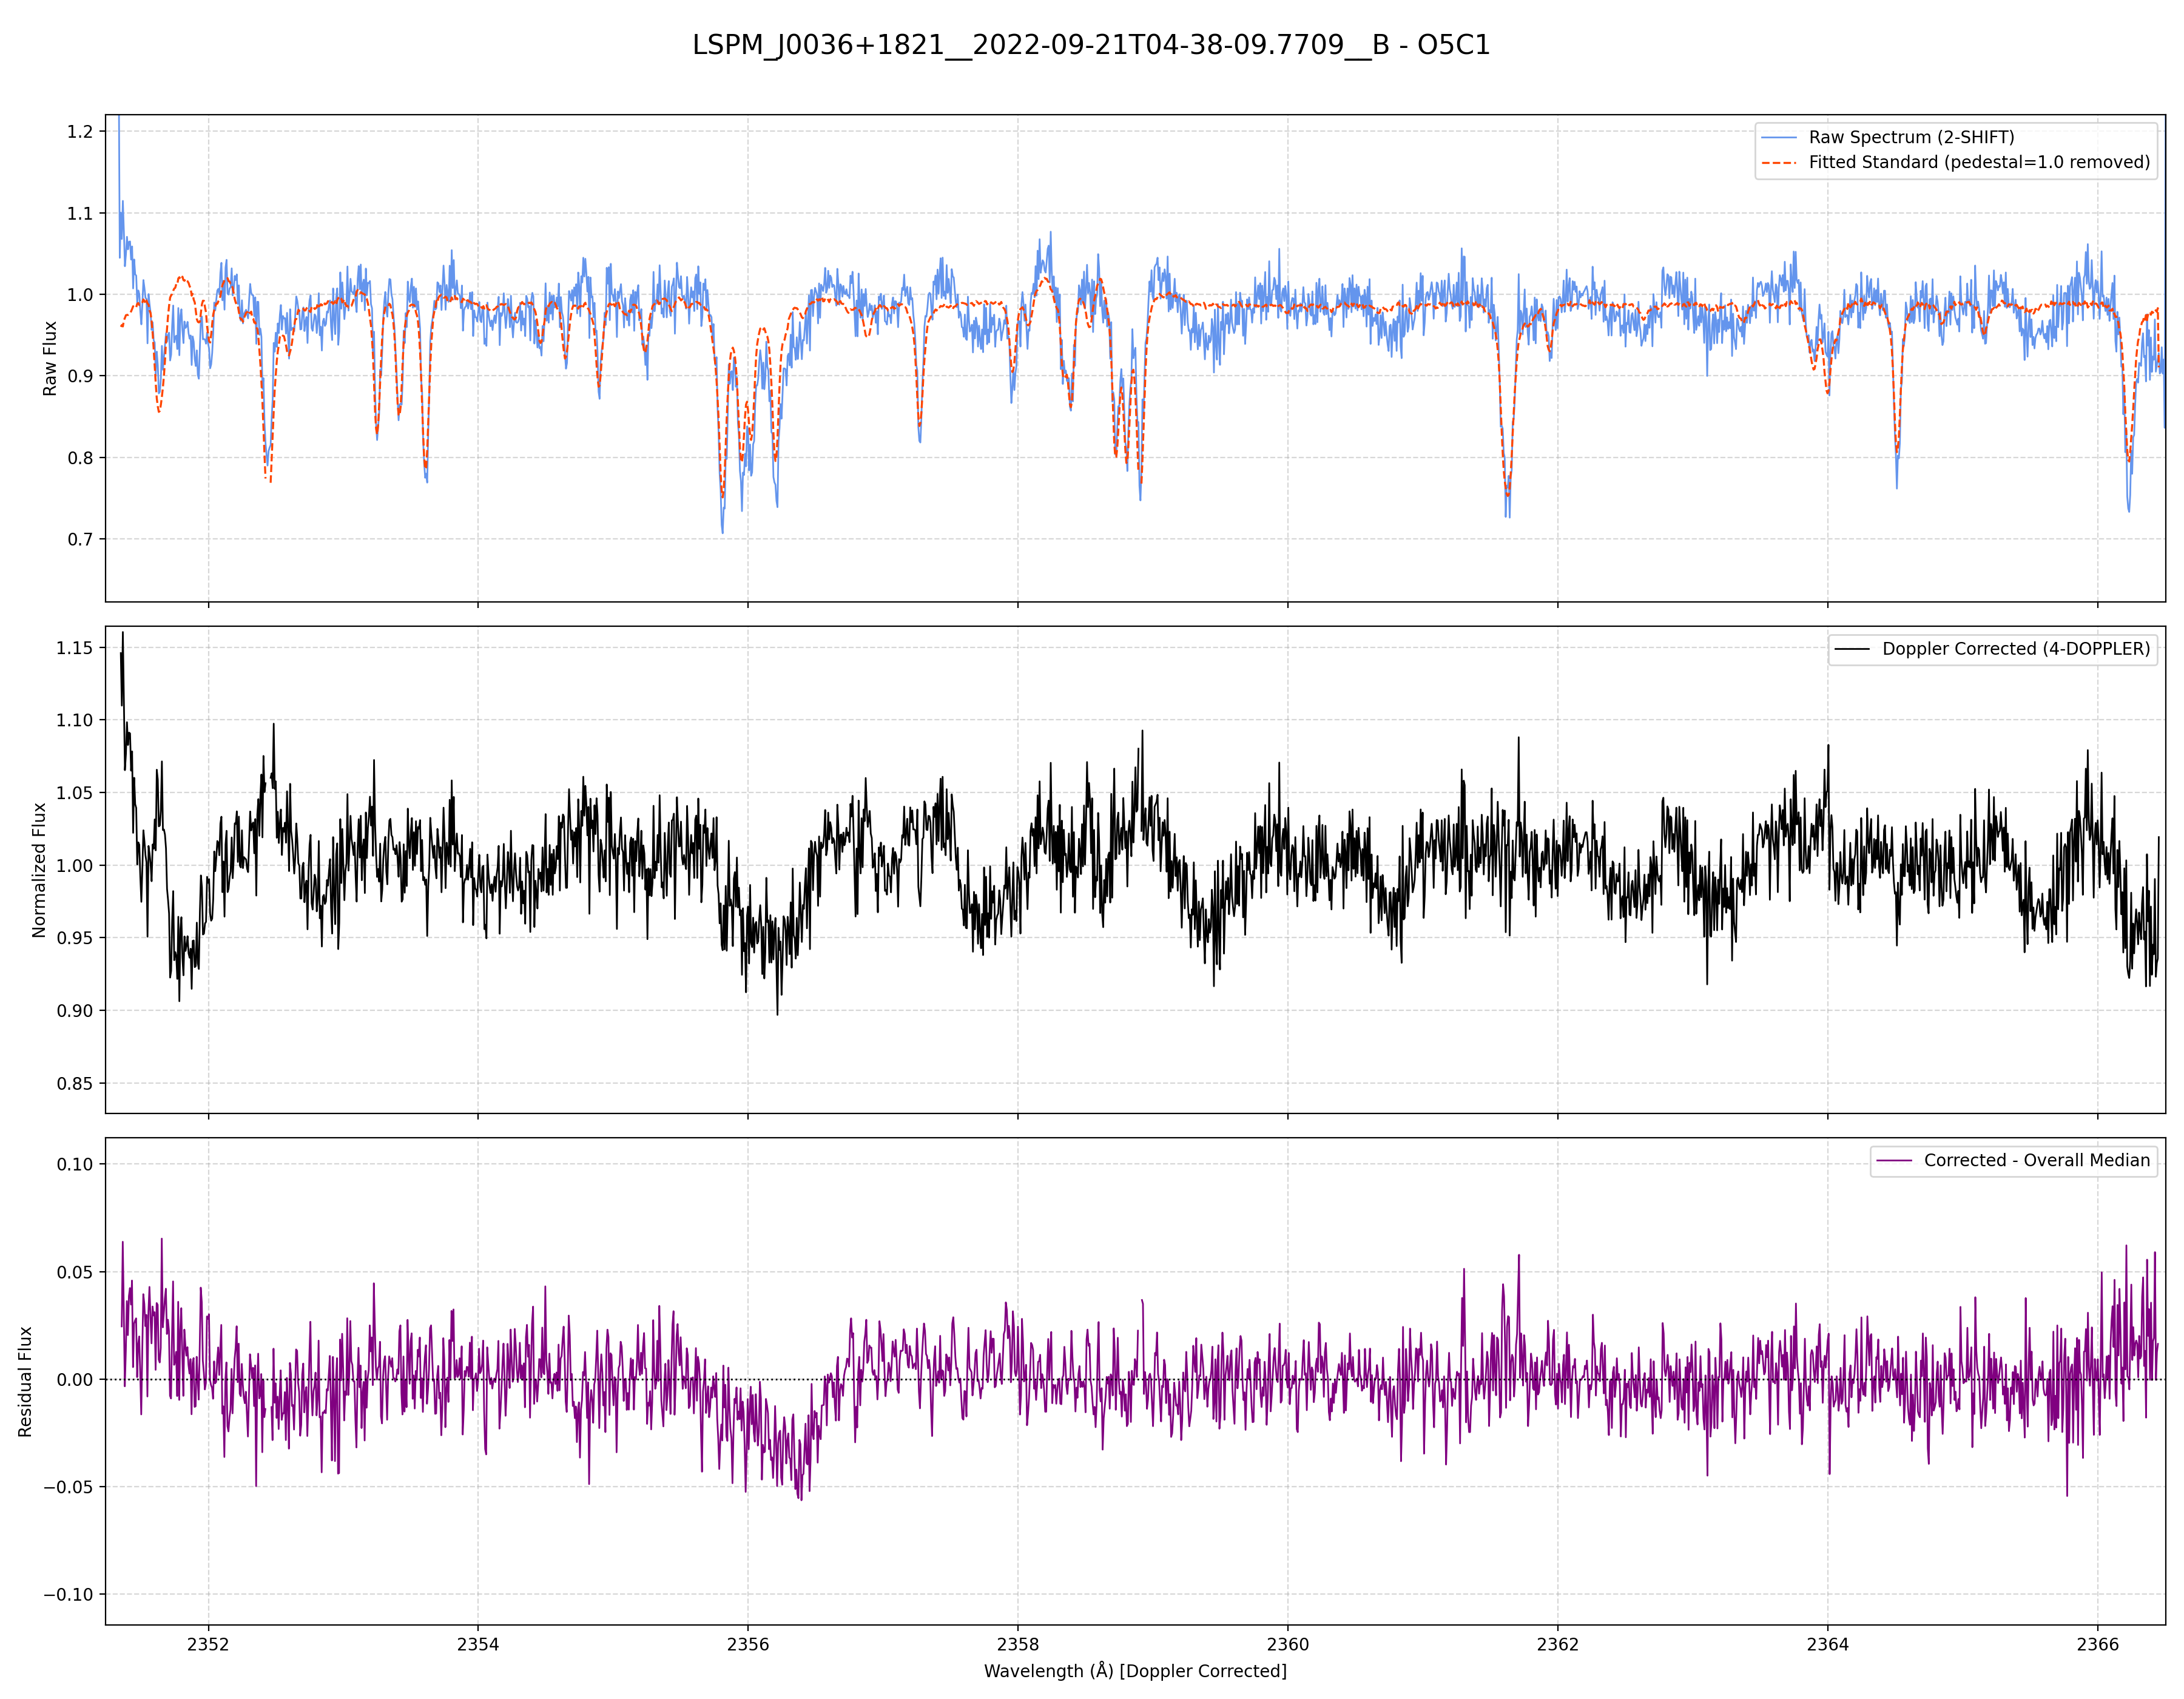 LSPM_J0036+1821__2022-09-21T04-38-09.7709__B - O5C1
Raw Spectrum (2-SHIFT)
Fitted Standard (pedestal=1.0 removed)
Raw Flux
1.2
1.1
1.0
0.9
0.8
0.7
Doppler Corrected (4-DOPPLER)
Normalized Flux
1.15
1.10
1.05
1.00
0.95
0.90
0.85
Corrected - Overall Median
Residual Flux
0.10
0.05
0.00
−0.05
−0.10
2352 2354 2356 2358 2360 2362 2364 2366
Wavelength (Å) [Doppler Corrected]